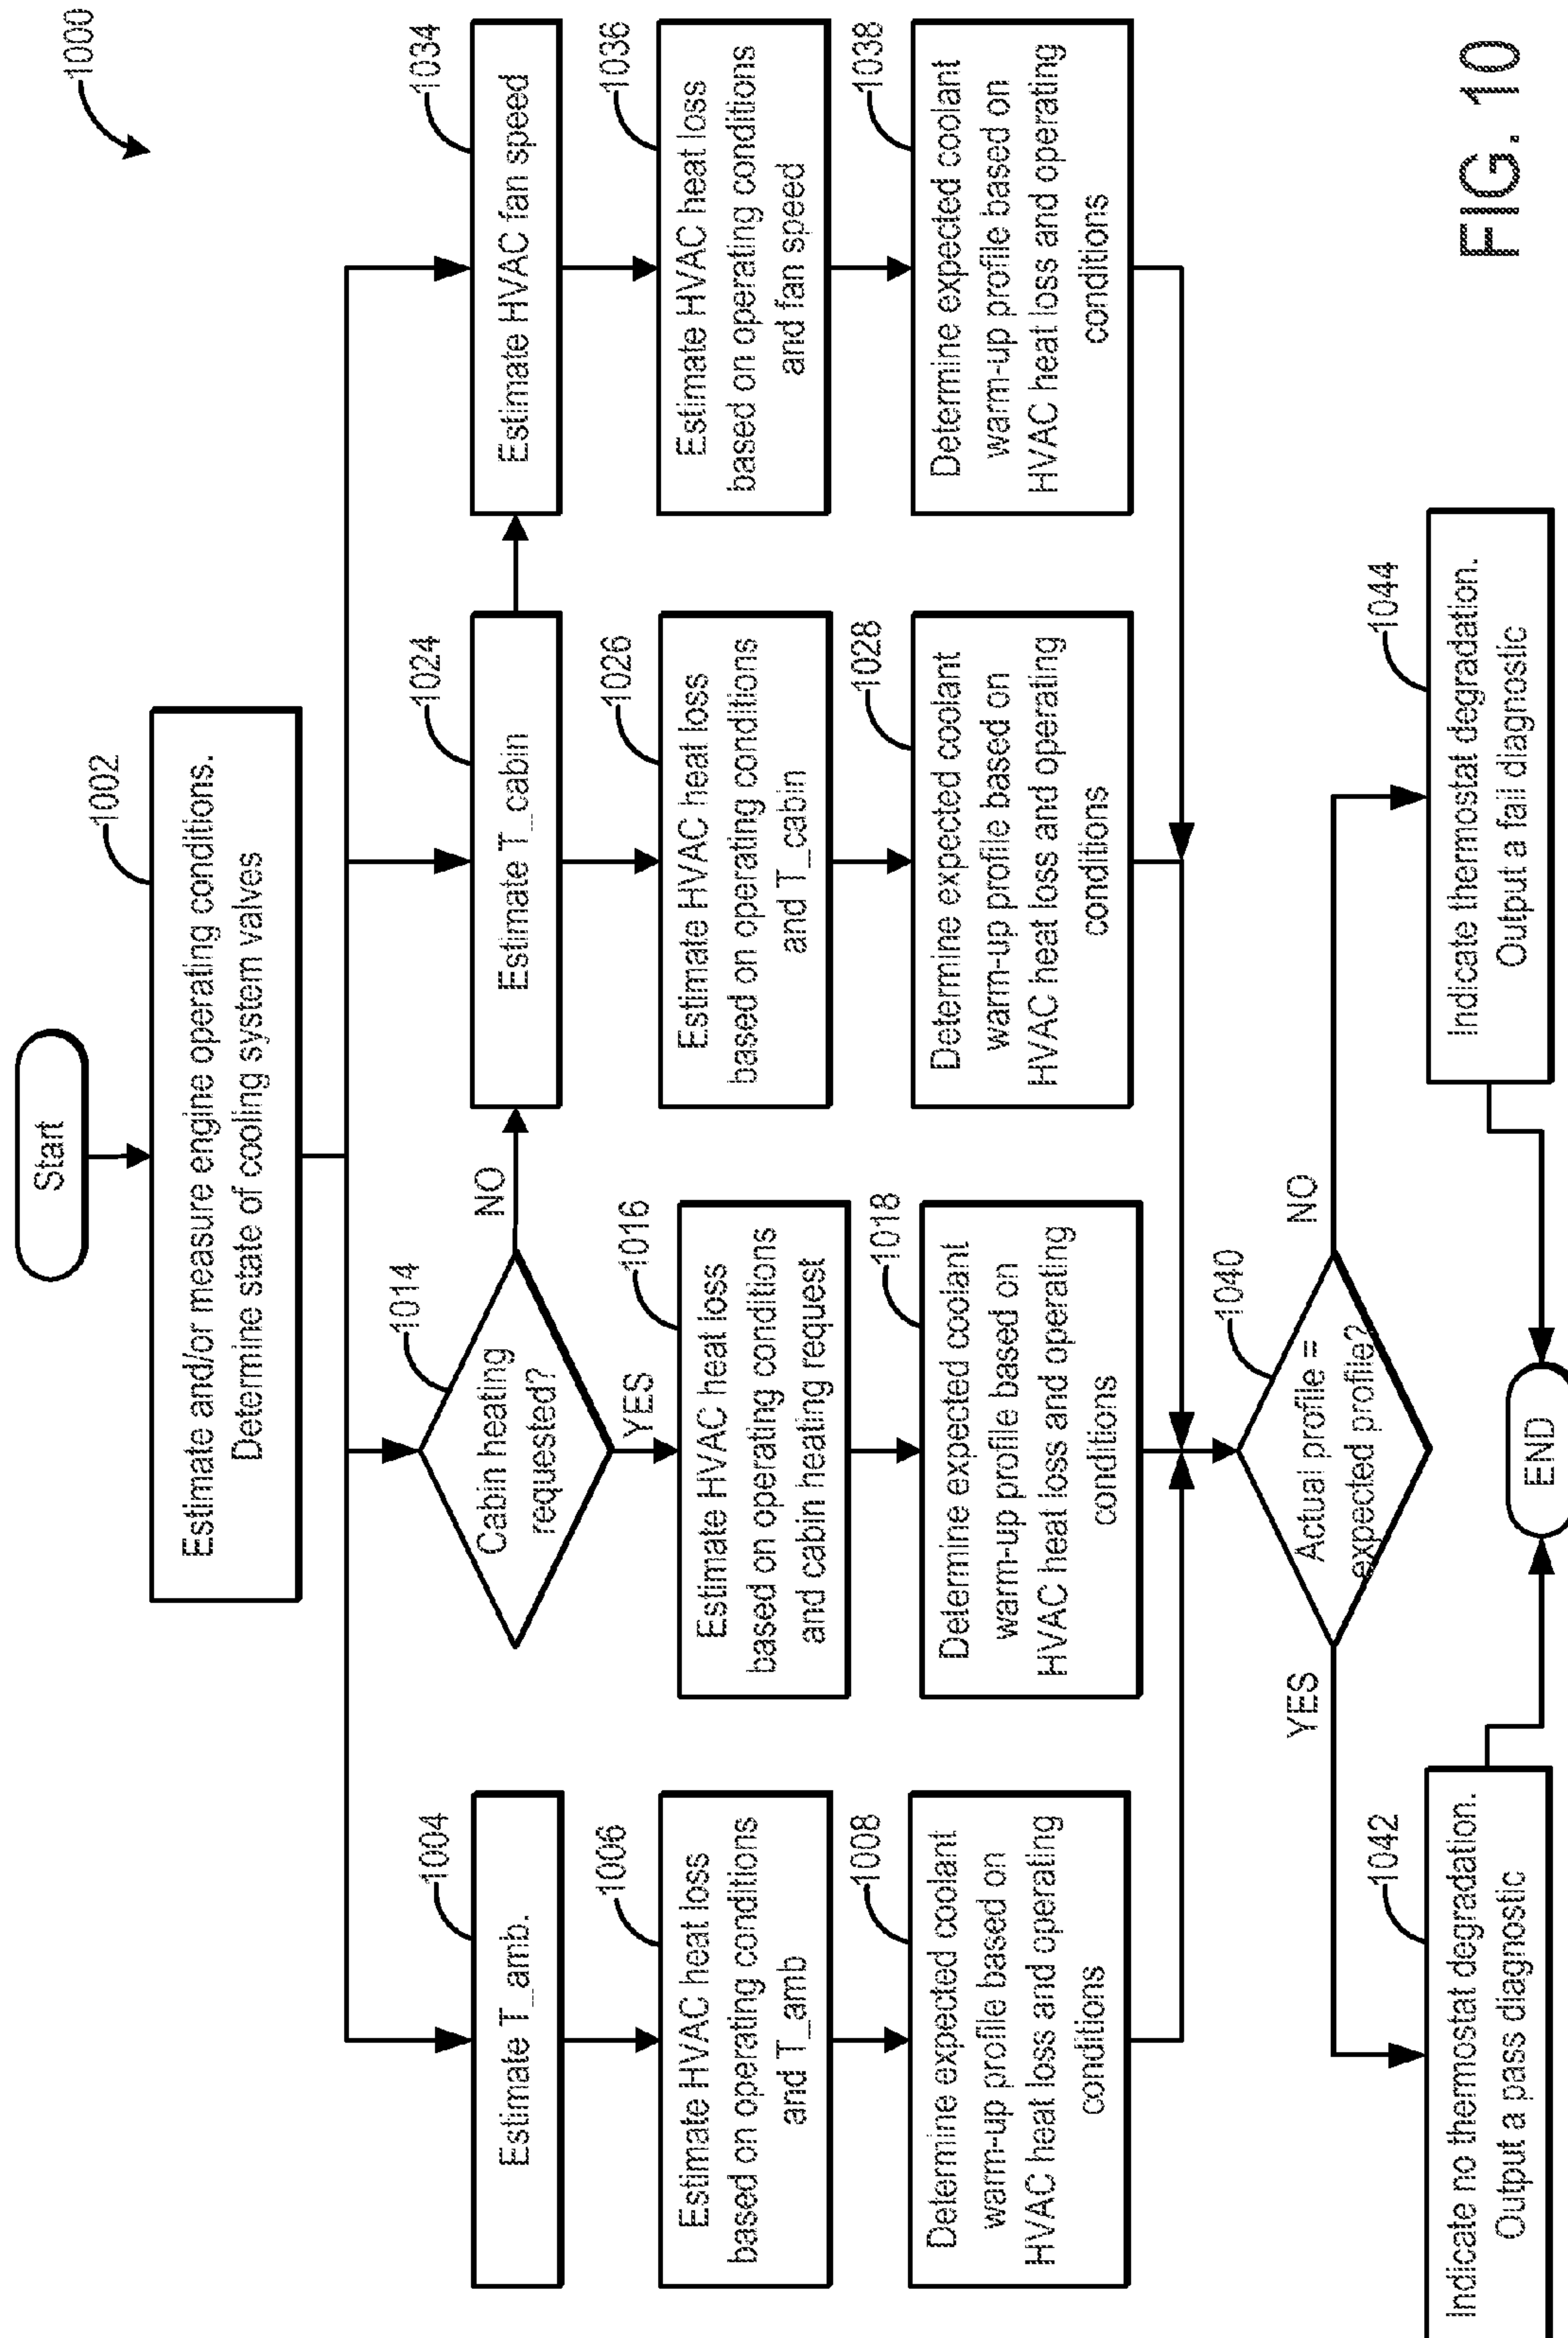 1000
Start
1002
Estimate and/or measure engine operating conditions.
Determine state of cooling system valves
1004
Estimate T_amb.
1006
Estimate HVAC heat loss
based on operating conditions
and T_amb
1008
Determine expected coolant
warm-up profile based on
HVAC heat loss and operating
conditions
1014
Cabin heating
requested?
NO
YES
1016
Estimate HVAC heat loss
based on operating conditions
and cabin heating request
1018
Determine expected coolant
warm-up profile based on
HVAC heat loss and operating
conditions
1024
Estimate T_cabin
1026
Estimate HVAC heat loss
based on operating conditions
and T_cabin
1028
Determine expected coolant
warm-up profile based on
HVAC heat loss and operating
conditions
1034
Estimate HVAC fan speed
1036
Estimate HVAC heat loss
based on operating conditions
and fan speed
1038
Determine expected coolant
warm-up profile based on
HVAC heat loss and operating
conditions
1040
Actual profile =
expected profile?
YES
NO
1042
Indicate no thermostat degradation.
Output a pass diagnostic
1044
Indicate thermostat degradation.
Output a fail diagnostic
END
FIG. 10